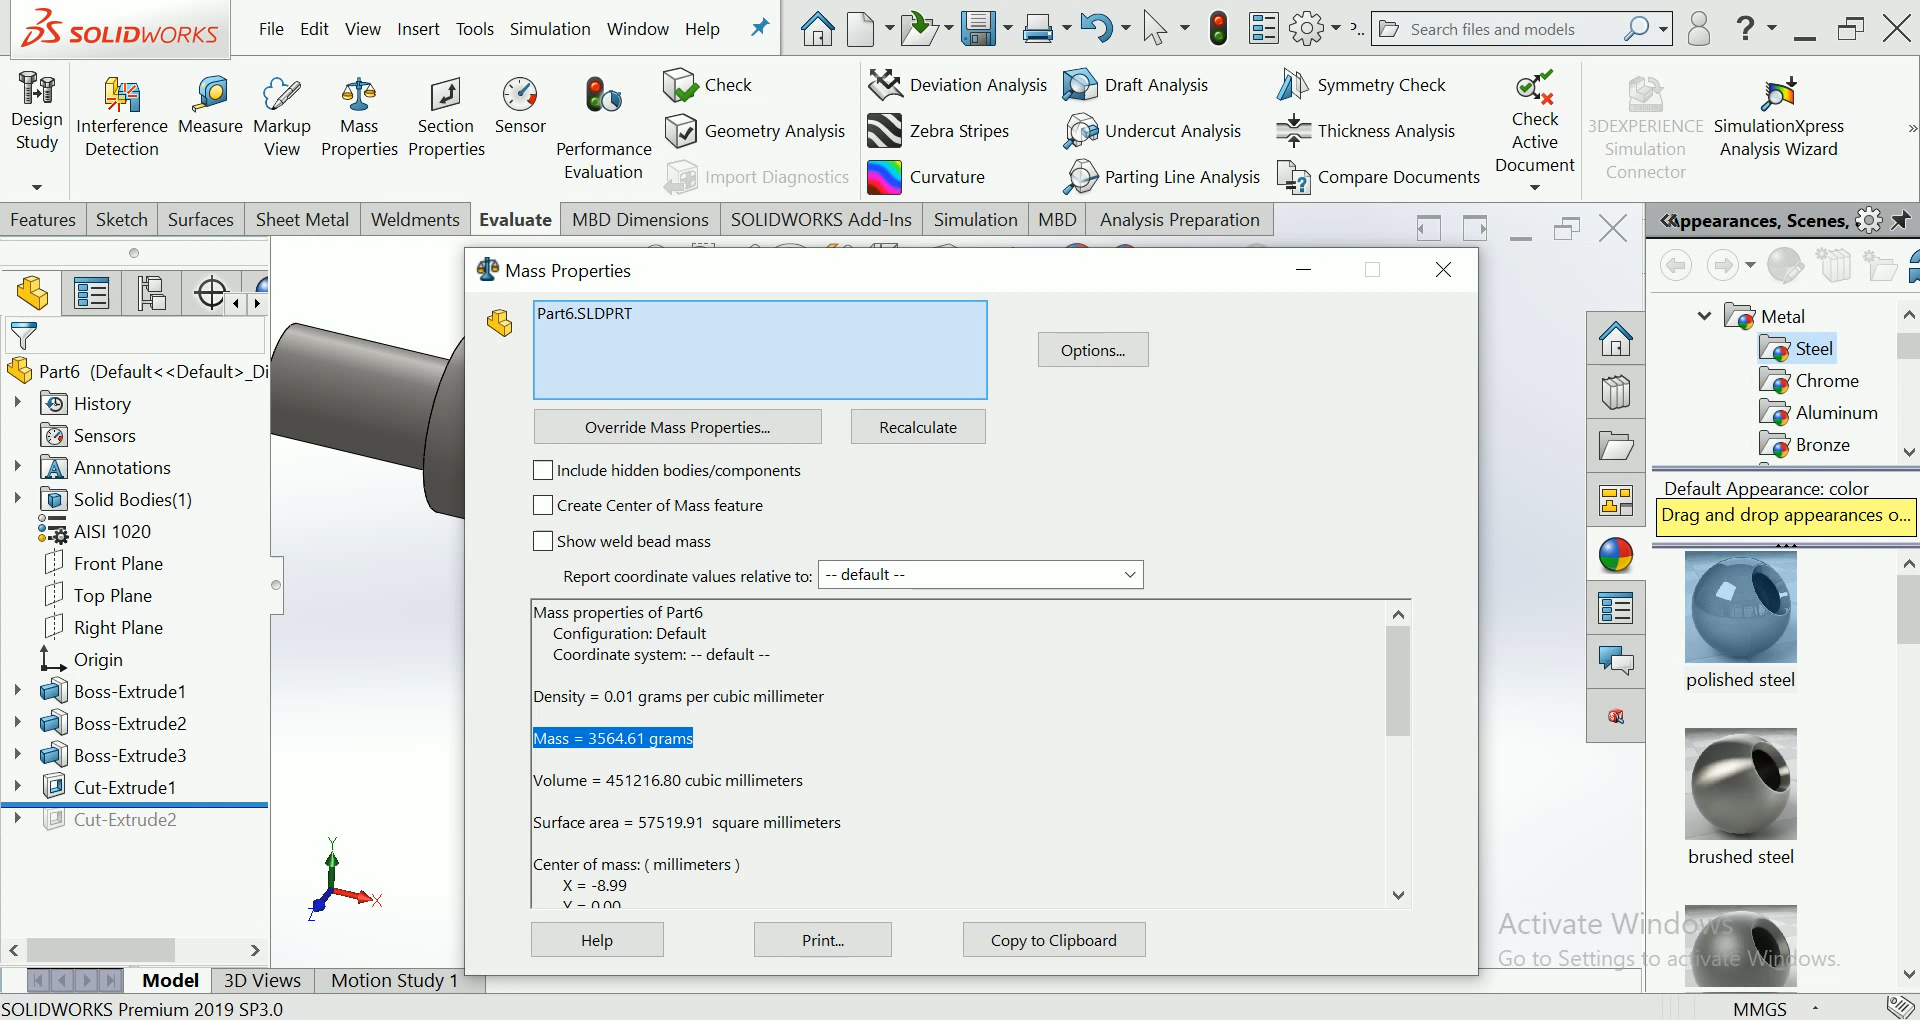 SOLIDWORKS
File Edit View Insert Tools Simulation Window Help
Search files and models
Design Study
Interference Detection
Measure
Markup View
Mass Properties
Section Properties
Sensor
Performance Evaluation
Check
Geometry Analysis
Import Diagnostics
Deviation Analysis
Zebra Stripes
Curvature
Draft Analysis
Undercut Analysis
Parting Line Analysis
Symmetry Check
Thickness Analysis
Compare Documents
Check Active Document
3DEXPERIENCE Simulation Connector
SimulationXpress Analysis Wizard
Features Sketch Surfaces Sheet Metal Weldments Evaluate MBD Dimensions SOLIDWORKS Add-Ins Simulation MBD Analysis Preparation
Part6 (Default<<Default>_Di
History
Sensors
Annotations
Solid Bodies(1)
AISI 1020
Front Plane
Top Plane
Right Plane
Origin
Boss-Extrude1
Boss-Extrude2
Boss-Extrude3
Cut-Extrude1
Cut-Extrude2
Y
X
Z
Mass Properties
Part6.SLDPRT
Options...
Override Mass Properties...
Recalculate
Include hidden bodies/components
Create Center of Mass feature
Show weld bead mass
Report coordinate values relative to: -- default --
Mass properties of Part6
Configuration: Default
Coordinate system: -- default --
Density = 0.01 grams per cubic millimeter
Mass = 3564.61 grams
Volume = 451216.80 cubic millimeters
Surface area = 57519.91 square millimeters
Center of mass: ( millimeters )
X = -8.99
Y = 0.00
Help
Print...
Copy to Clipboard
Appearances, Scenes,
Metal
Steel
Chrome
Aluminum
Bronze
Default Appearance: color
Drag and drop appearances o...
polished steel
brushed steel
Activate Windows
Go to Settings to activate Windows.
Model 3D Views Motion Study 1
SOLIDWORKS Premium 2019 SP3.0
MMGS